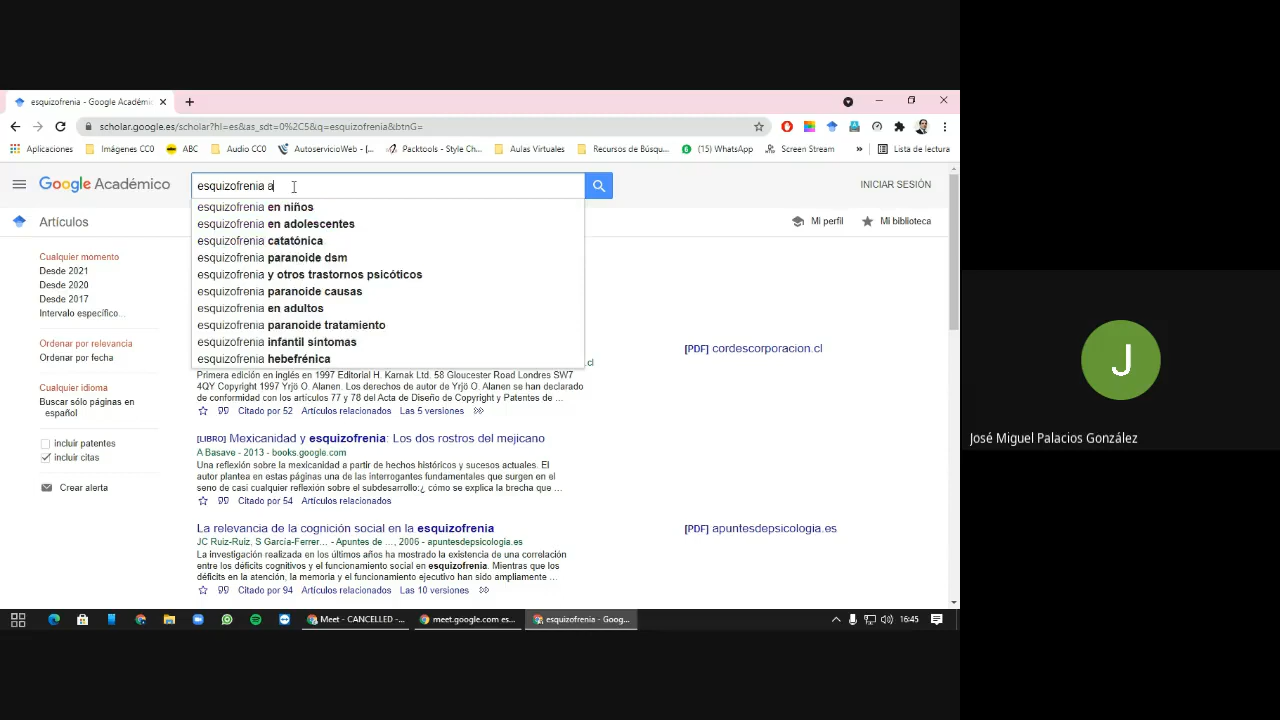 esquizofrenia - Google Académic
scholar.google.es/scholar?hl=es&as_sdt=0%2C5&q=esquizofrenia&btnG=
Aplicaciones Imágenes CC0 ABC Audio CC0 AutoservicioWeb - [... Packtools - Style Ch... Aulas Virtuales Recursos de Búsqu... (15) WhatsApp Screen Stream » Lista de lectura
Google Académico esquizofrenia a INICIAR SESIÓN
Artículos Mi perfil Mi biblioteca
esquizofrenia en niños
esquizofrenia en adolescentes
esquizofrenia catatónica
esquizofrenia paranoide dsm
esquizofrenia y otros trastornos psicóticos
esquizofrenia paranoide causas
esquizofrenia en adultos
esquizofrenia paranoide tratamiento
esquizofrenia infantil sintomas
esquizofrenia hebefrénica
Cualquier momento
Desde 2021
Desde 2020
Desde 2017
Intervalo específico...
Ordenar por relevancia
Ordenar por fecha
Cualquier idioma
Buscar sólo páginas en
español
incluir patentes
incluir citas
Crear alerta
.cl
[PDF] cordescorporacion.cl
Primera edición en inglés en 1997 Editorial H. Karnak Ltd. 58 Gloucester Road Londres SW7
4QY Copyright 1997 Yrjö O. Alanen. Los derechos de autor de Yrjö O. Alanen se han declarado
de conformidad con los artículos 77 y 78 del Acta de Diseño de Copyright y Patentes de ...
Citado por 52 Artículos relacionados Las 5 versiones
[LIBRO] Mexicanidad y esquizofrenia: Los dos rostros del mejicano
A Basave - 2013 - books.google.com
Una reflexión sobre la mexicanidad a partir de hechos históricos y sucesos actuales. El
autor plantea en estas páginas una de las interrogantes fundamentales que surgen en el
seno de casi cualquier reflexión sobre el subdesarrollo:¿ cómo se explica la brecha que ...
Citado por 54 Artículos relacionados
La relevancia de la cognición social en la esquizofrenia
[PDF] apuntesdepsicologia.es
JC Ruiz-Ruiz, S García-Ferrer... - Apuntes de ..., 2006 - apuntesdepsicologia.es
La investigación realizada en los últimos años ha mostrado la existencia de una correlación
entre los déficits cognitivos y el funcionamiento social en esquizofrenia. Mientras que los
déficits en la atención, la memoria y el funcionamiento ejecutivo han sido ampliamente ...
Citado por 94 Artículos relacionados Las 10 versiones
Meet - CANCELLED -... meet.google.com es... esquizofrenia - Goog... 16:45
J
José Miguel Palacios González